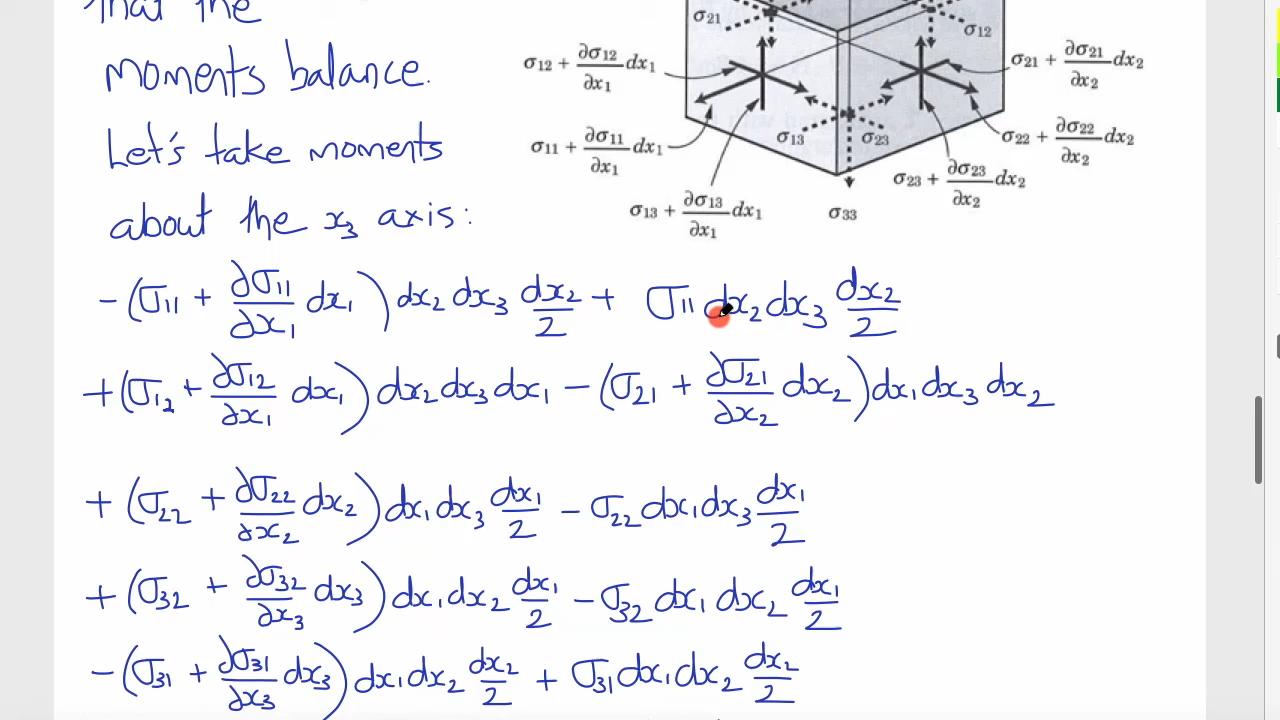 that the
moments balance.
Let's take moments
about the x₃ axis:
σ21
σ12
σ12 + ∂σ12/∂x1 dx1
σ21 + ∂σ21/∂x2 dx2
σ11 + ∂σ11/∂x1 dx1
σ13
σ23
σ22 + ∂σ22/∂x2 dx2
σ13 + ∂σ13/∂x1 dx1
σ33
σ23 + ∂σ23/∂x2 dx2
- (σ11 + ∂σ11/∂x1 dx1) dx2 dx3 dx2/2 + σ11 dx2 dx3 dx2/2
+ (σ12 + ∂σ12/∂x1 dx1) dx2 dx3 dx1 - (σ21 + ∂σ21/∂x2 dx2) dx1 dx3 dx2
+ (σ22 + ∂σ22/∂x2 dx2) dx1 dx3 dx1/2 - σ22 dx1 dx3 dx1/2
+ (σ32 + ∂σ32/∂x3 dx3) dx1 dx2 dx1/2 - σ32 dx1 dx2 dx1/2
- (σ31 + ∂σ31/∂x3 dx3) dx1 dx2 dx2/2 + σ31 dx1 dx2 dx2/2